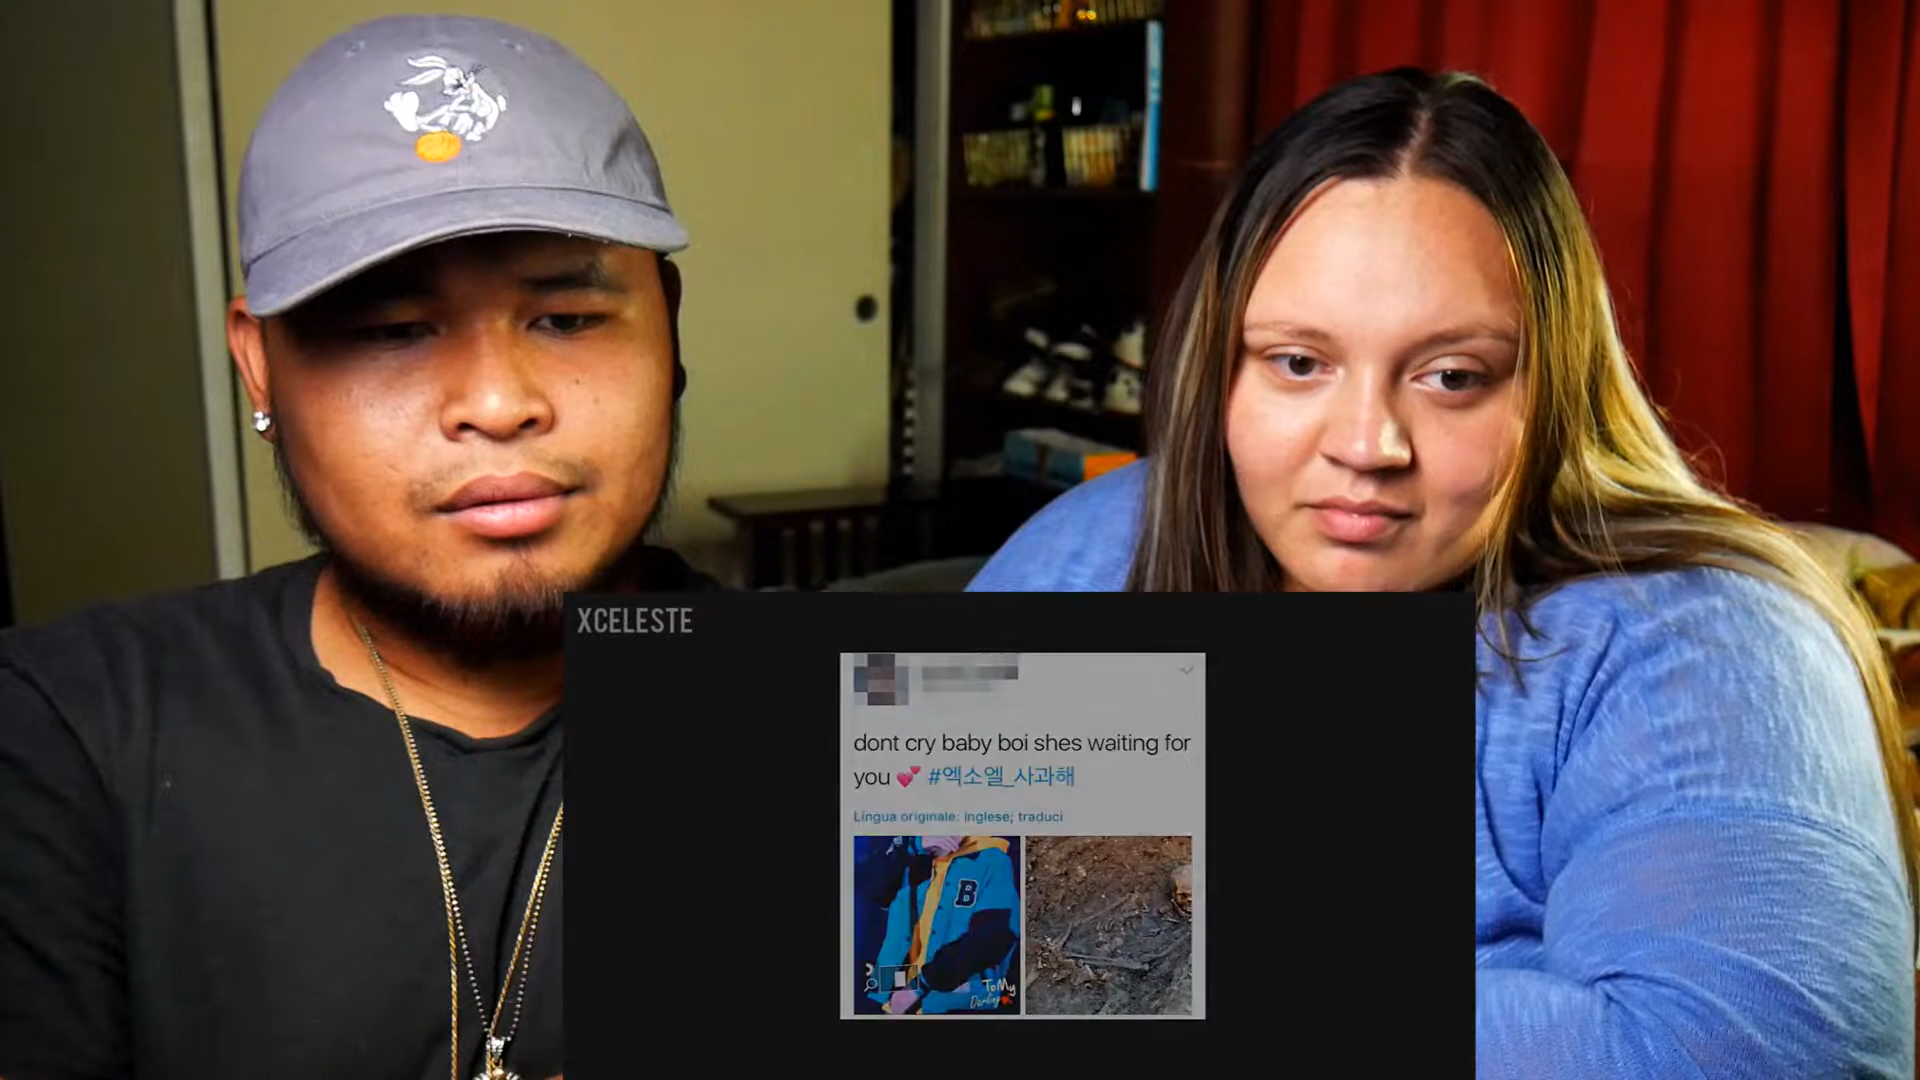 XCELESTE
dont cry baby boi shes waiting for
you 💕 #엑소엘_사과해
Lingua originale: inglese; traduci
B
ToMy
Darling